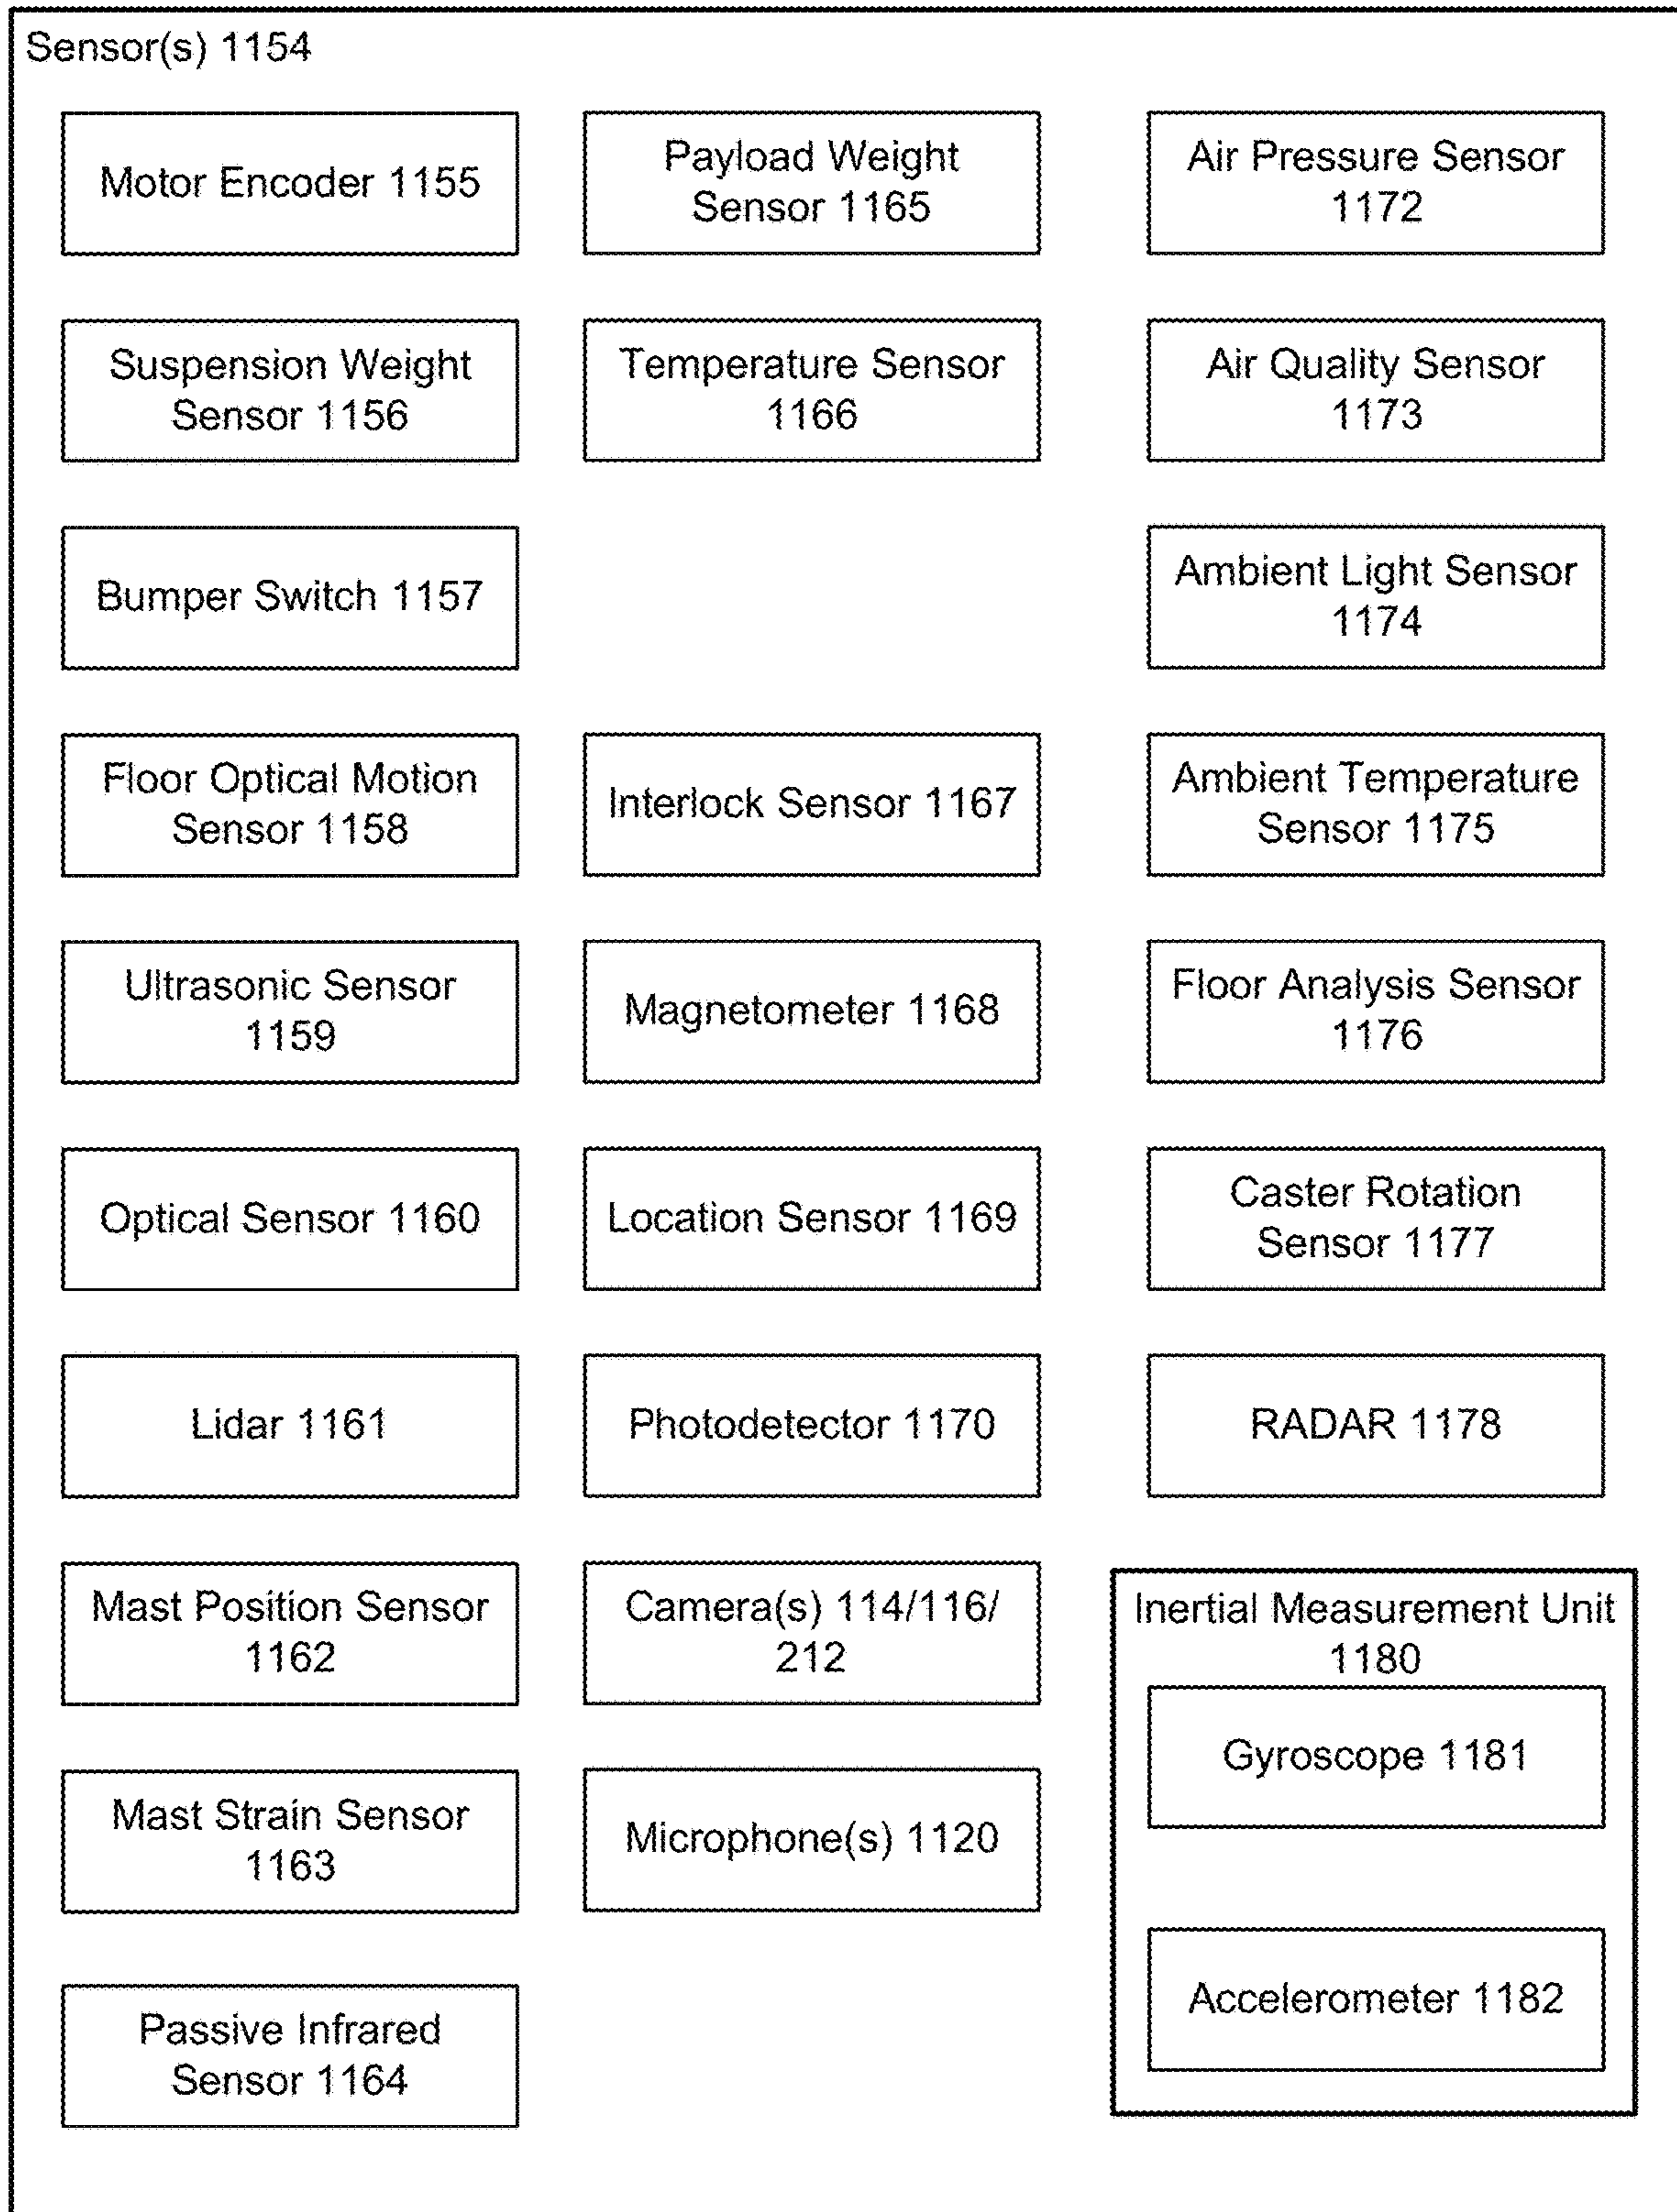 Sensor(s) 1154
Motor Encoder 1155
Suspension Weight
Sensor 1156
Bumper Switch 1157
Floor Optical Motion
Sensor 1158
Ultrasonic Sensor
1159
Optical Sensor 1160
Lidar 1161
Mast Position Sensor
1162
Mast Strain Sensor
1163
Passive Infrared
Sensor 1164
Payload Weight
Sensor 1165
Temperature Sensor
1166
Interlock Sensor 1167
Magnetometer 1168
Location Sensor 1169
Photodetector 1170
Camera(s) 114/116/
212
Microphone(s) 1120
Air Pressure Sensor
1172
Air Quality Sensor
1173
Ambient Light Sensor
1174
Ambient Temperature
Sensor 1175
Floor Analysis Sensor
1176
Caster Rotation
Sensor 1177
RADAR 1178
Inertial Measurement Unit
1180
Gyroscope 1181
Accelerometer 1182